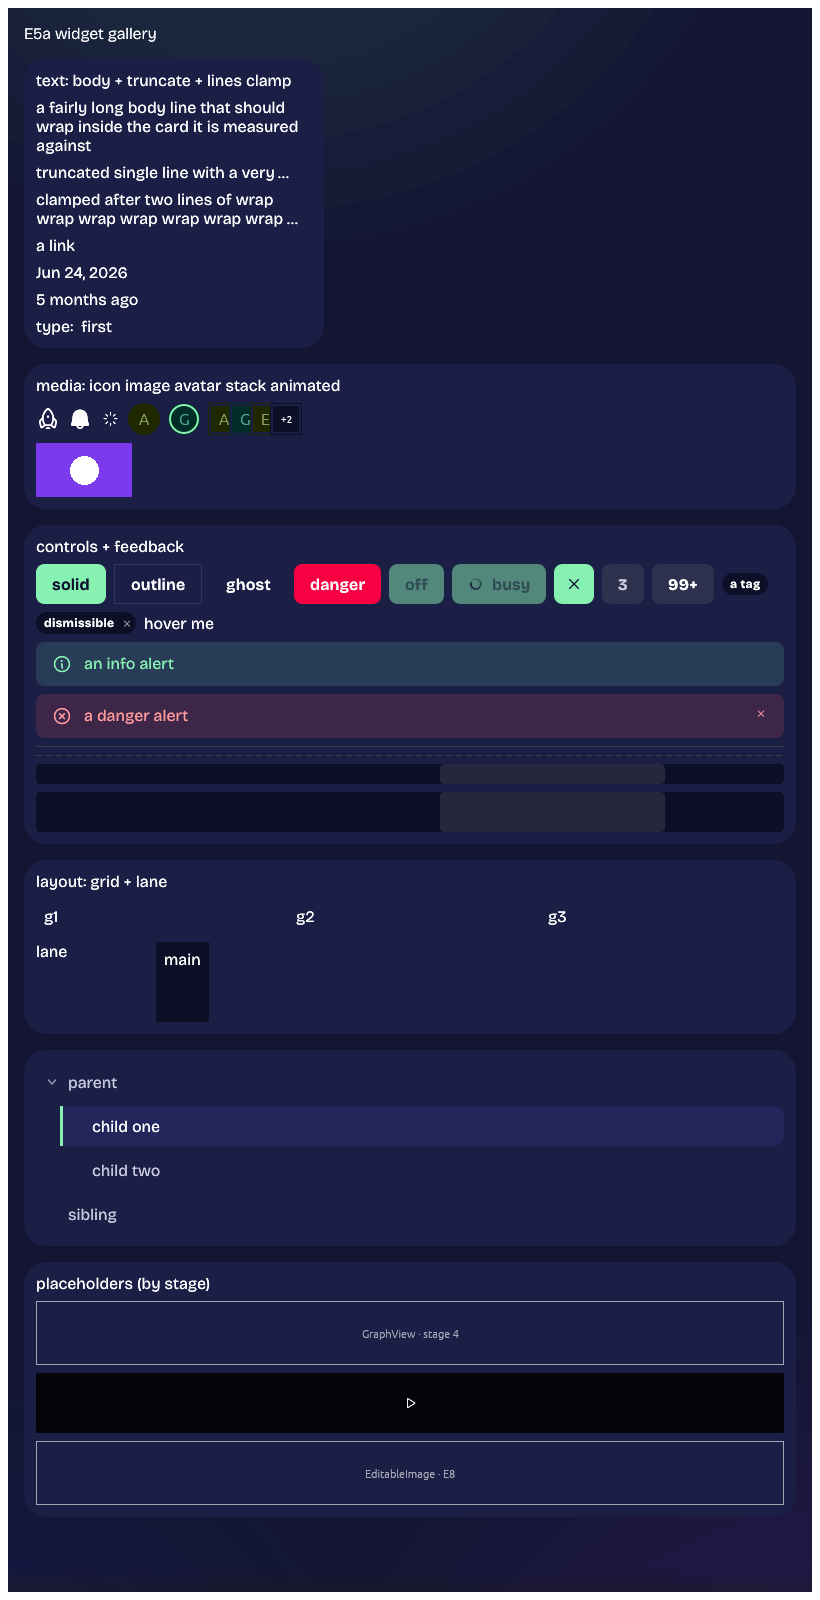 E5a widget gallery
text: body + truncate + lines clamp
a fairly long body line that should
wrap inside the card it is measured
against
truncated single line with a very ...
clamped after two lines of wrap
wrap wrap wrap wrap wrap wrap ...
a link
Jun 24, 2026
5 months ago
type: first
media: icon image avatar stack animated
A G A G E +2
controls + feedback
solid outline ghost danger off busy 3 99+ a tag
dismissible × hover me
an info alert
a danger alert ×
layout: grid + lane
g1 g2 g3
lane main
parent
child one
child two
sibling
placeholders (by stage)
GraphView · stage 4
EditableImage · E8